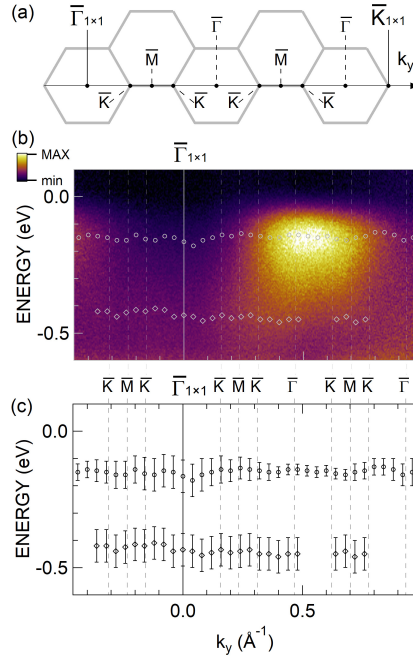 (a)
Γ̅1×1 K̅1×1
Γ̅ Γ̅
M̅ M̅ ky
K̅ K̅ K̅ K̅
(b)
MAX
min
Γ̅1×1
0.0
ENERGY (eV)
-0.5
K̅ M̅ K̅ Γ̅1×1 K̅ M̅ K̅ Γ̅ K̅ M̅ K̅ Γ̅
(c)
0.0
ENERGY (eV)
-0.5
0.0 0.5
ky (Å⁻¹)